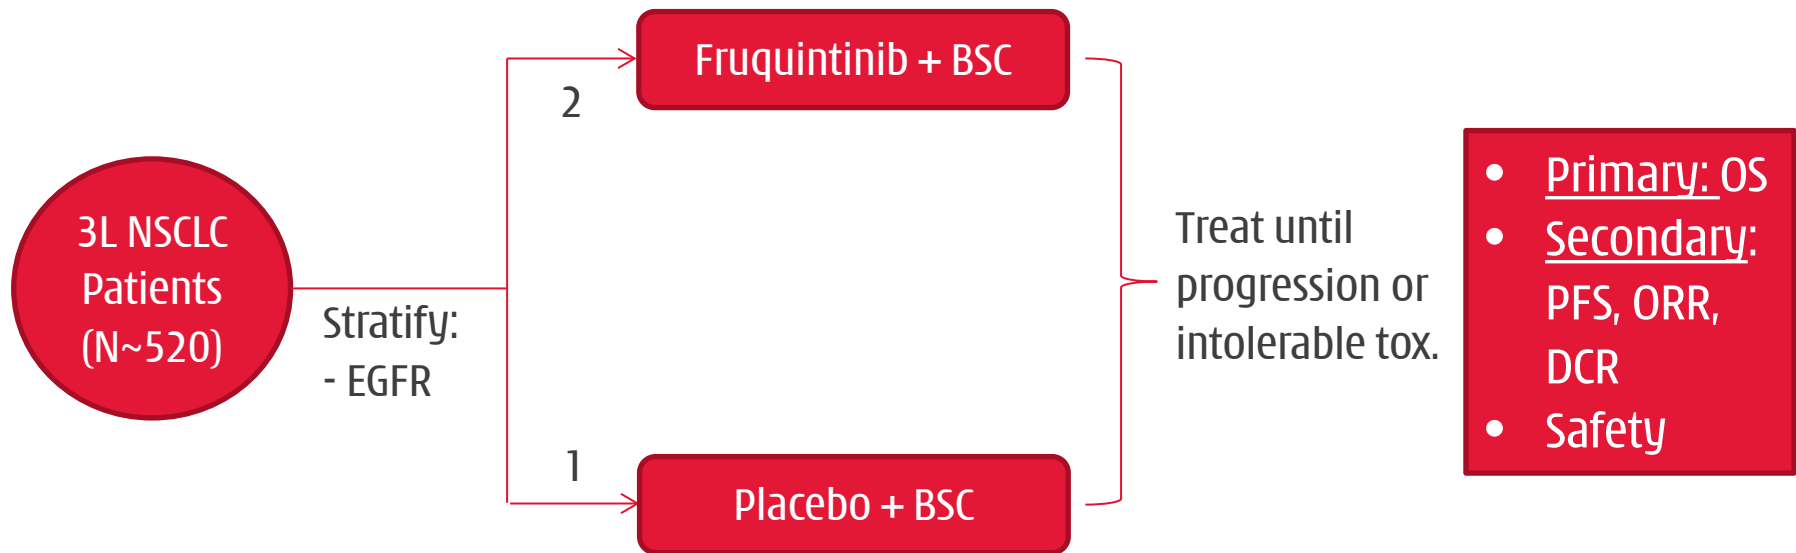 3L NSCLC
Patients
(N~520)
Stratify:
- EGFR
2
Fruquintinib + BSC
1
Placebo + BSC
Treat until
progression or
intolerable tox.
• Primary: OS
• Secondary:
PFS, ORR,
DCR
• Safety